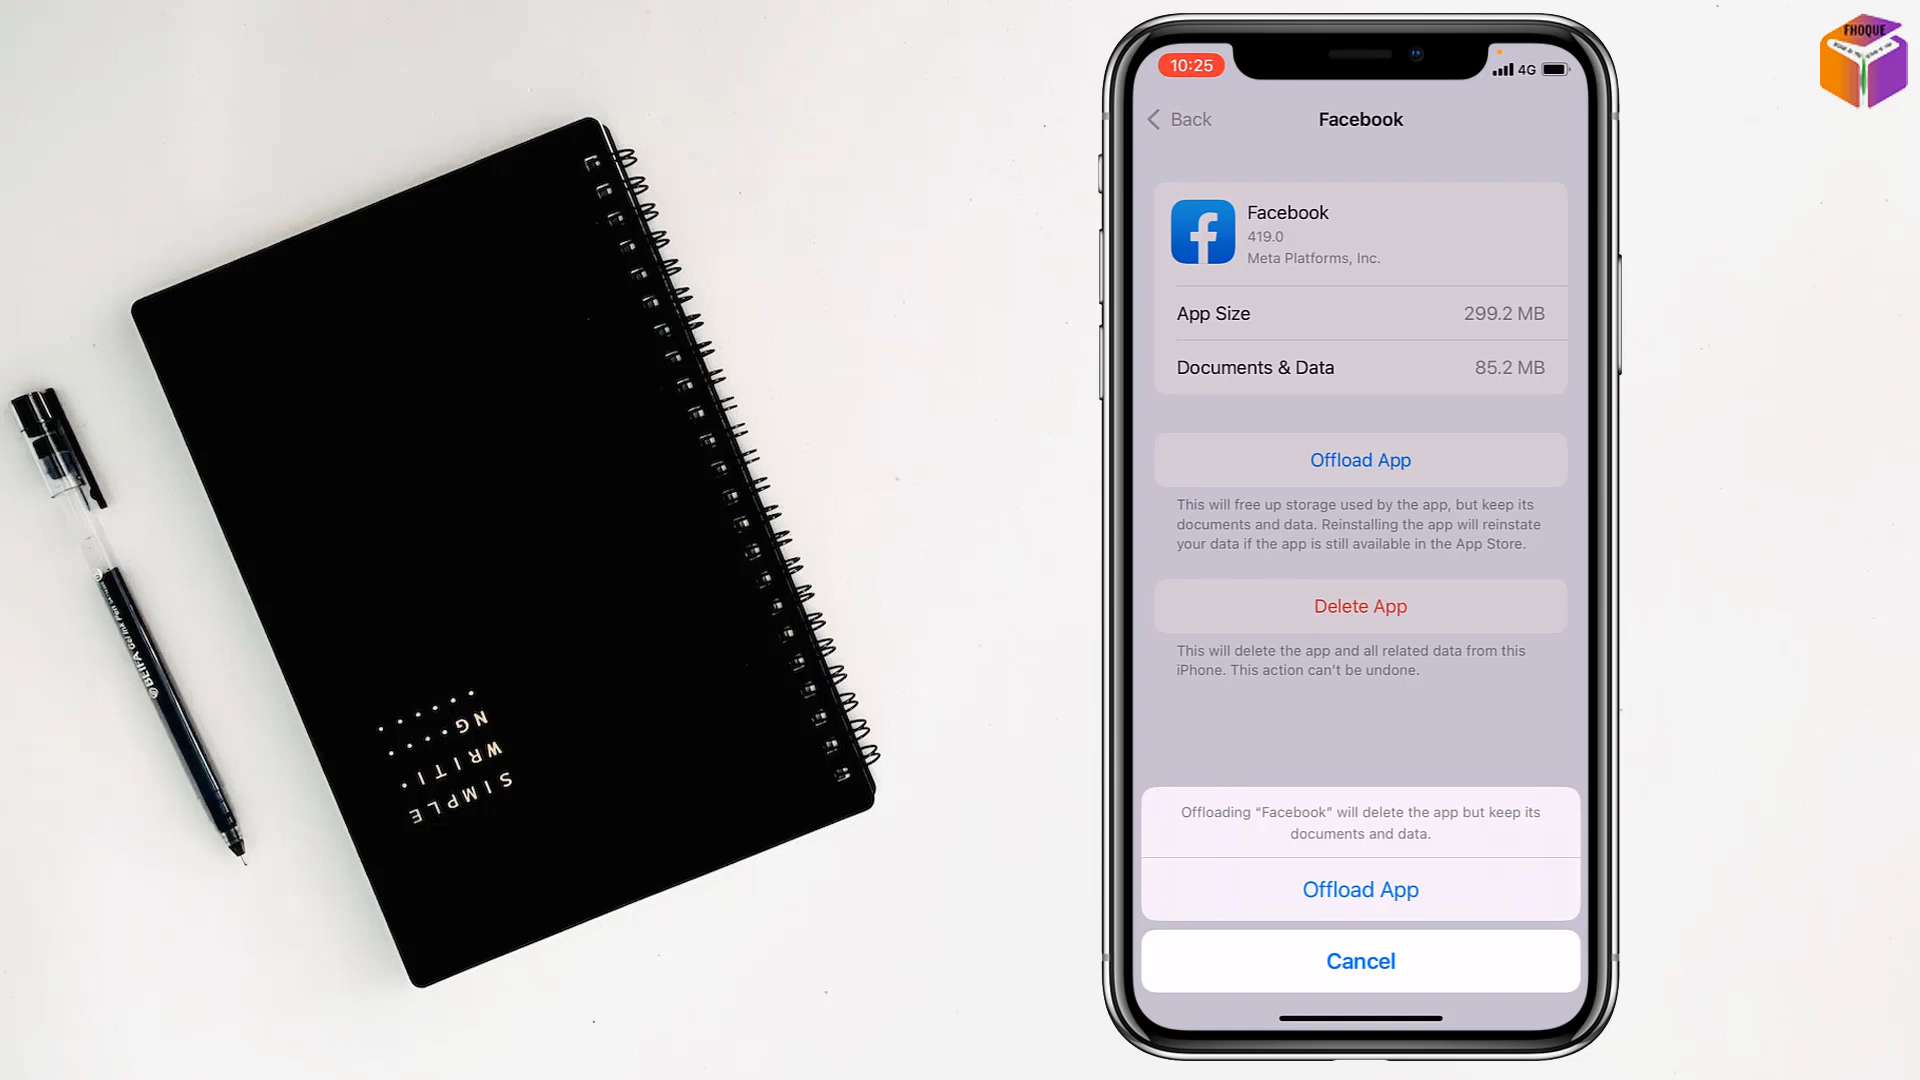 FHOQUE
10:25
4G
Back
Facebook
Facebook
419.0
Meta Platforms, Inc.
App Size
299.2 MB
Documents & Data
85.2 MB
Offload App
This will free up storage used by the app, but keep its
documents and data. Reinstalling the app will reinstate
your data if the app is still available in the App Store.
Delete App
This will delete the app and all related data from this
iPhone. This action can't be undone.
Offloading “Facebook” will delete the app but keep its
documents and data.
Offload App
Cancel
SIMPLE
WRITI
NG
BELIFA Gel Ink Pen